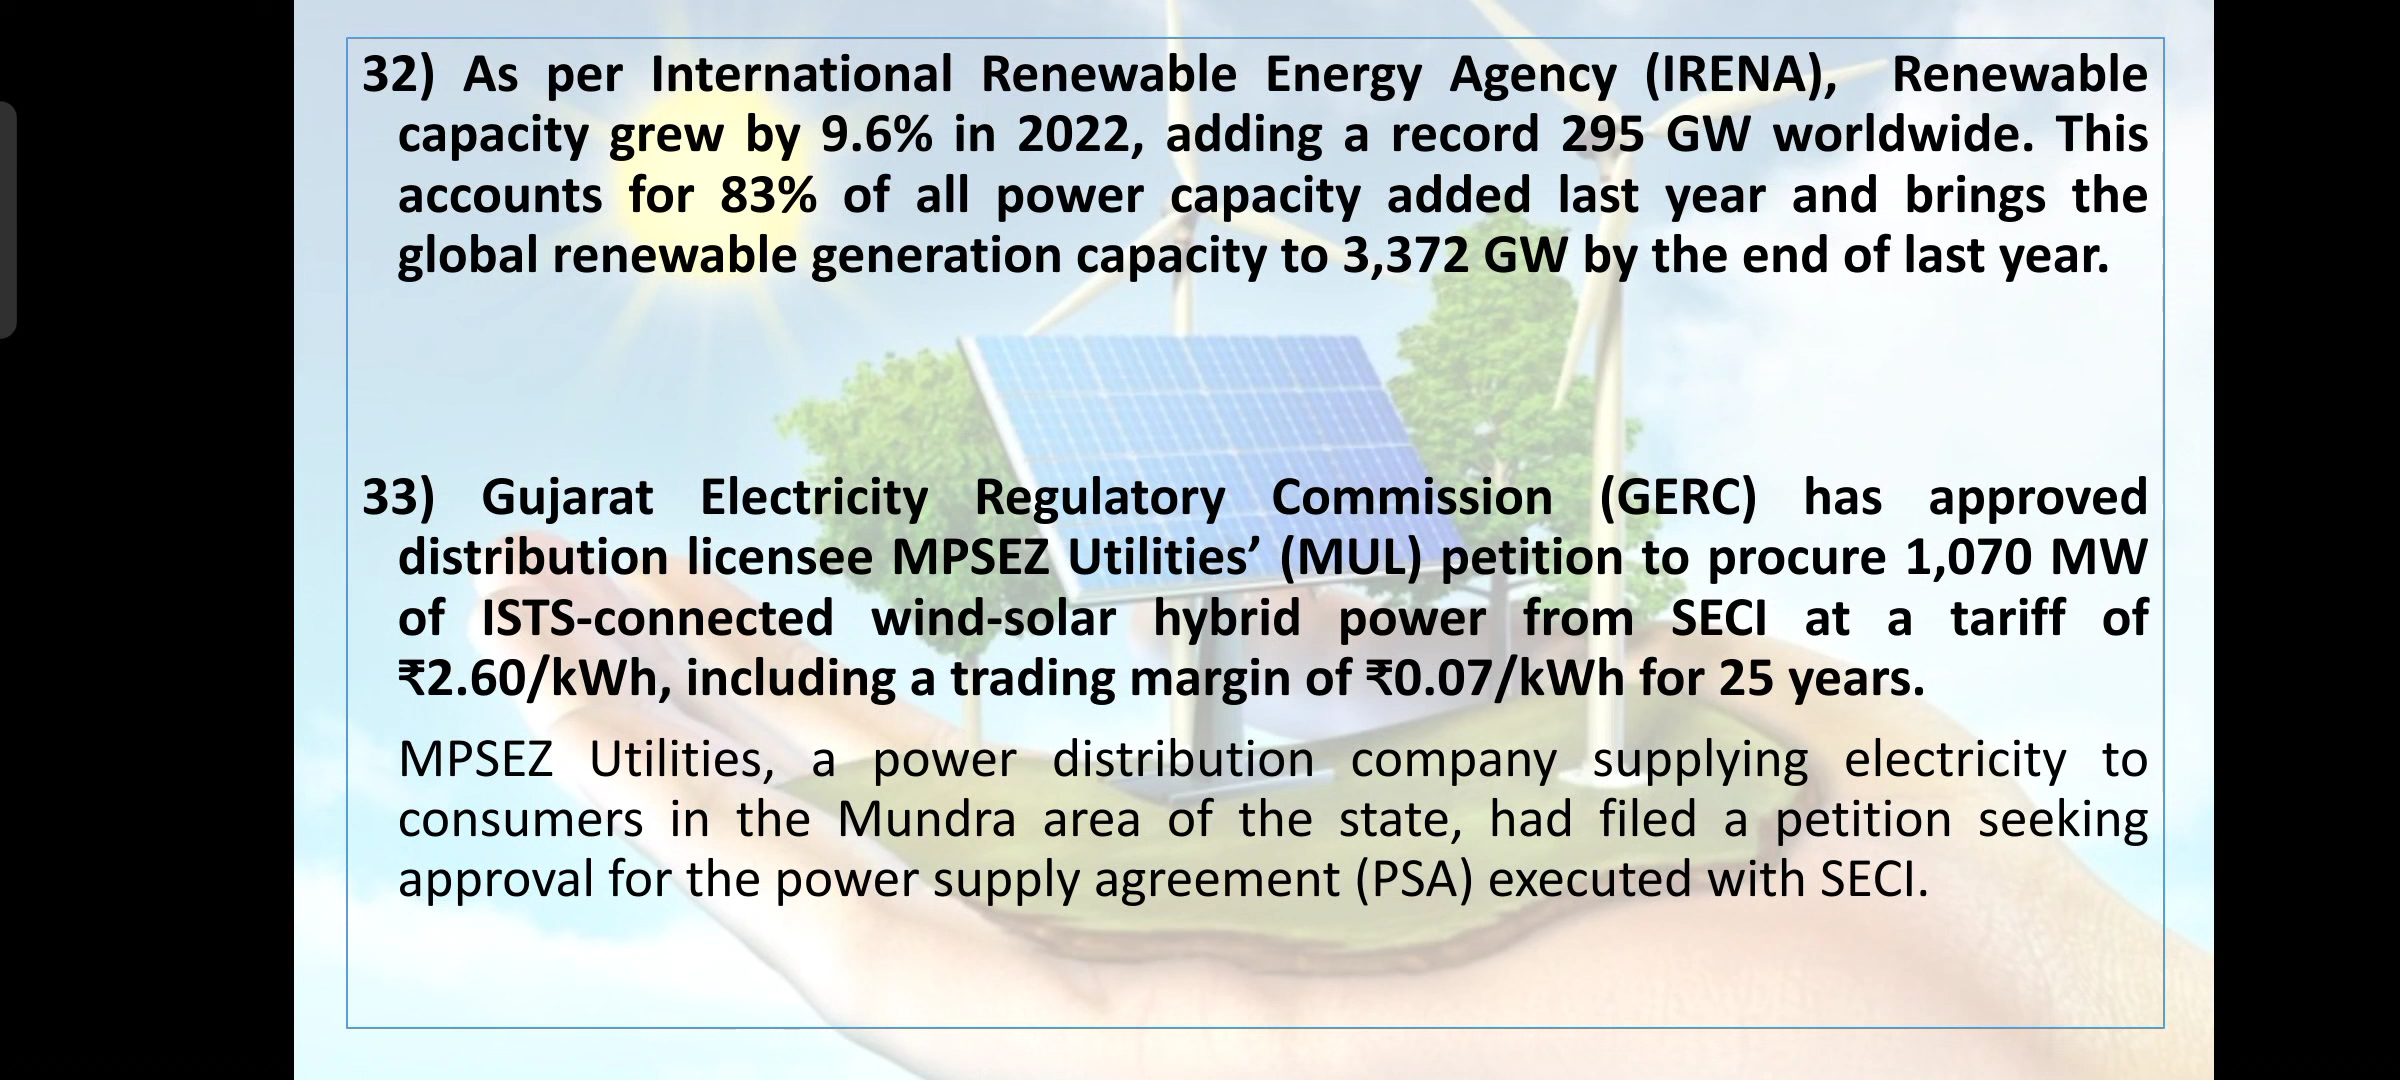 32) As per International Renewable Energy Agency (IRENA), Renewable
capacity grew by 9.6% in 2022, adding a record 295 GW worldwide. This
accounts for 83% of all power capacity added last year and brings the
global renewable generation capacity to 3,372 GW by the end of last year.
33) Gujarat Electricity Regulatory Commission (GERC) has approved
distribution licensee MPSEZ Utilities’ (MUL) petition to procure 1,070 MW
of ISTS-connected wind-solar hybrid power from SECI at a tariff of
₹2.60/kWh, including a trading margin of ₹0.07/kWh for 25 years.
MPSEZ Utilities, a power distribution company supplying electricity to
consumers in the Mundra area of the state, had filed a petition seeking
approval for the power supply agreement (PSA) executed with SECI.